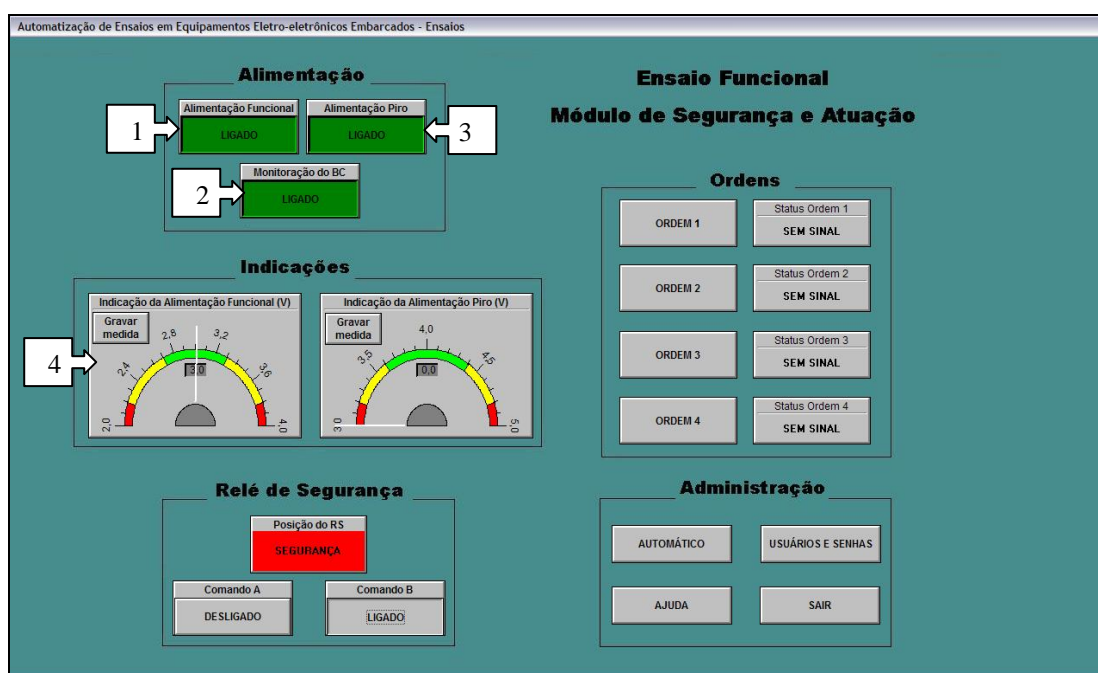 Automatização de Ensaios em Equipamentos Eletro-eletrônicos Embarcados - Ensaios
Alimentação
Alimentação Funcional
LIGADO
Alimentação Piro
LIGADO
Monitoração do BC
LIGADO
1
3
2
Ensaio Funcional
Módulo de Segurança e Atuação
Indicações
Indicação da Alimentação Funcional (V)
Gravar
medida
2,0
2,4
2,8
3,2
3,6
4,0
3,0
Indicação da Alimentação Piro (V)
Gravar
medida
3,0
3,5
4,0
4,5
5,0
0,0
4
Ordens
ORDEM 1
Status Ordem 1
SEM SINAL
ORDEM 2
Status Ordem 2
SEM SINAL
ORDEM 3
Status Ordem 3
SEM SINAL
ORDEM 4
Status Ordem 4
SEM SINAL
Relé de Segurança
Posição do RS
SEGURANÇA
Comando A
DESLIGADO
Comando B
LIGADO
Administração
AUTOMÁTICO
USUÁRIOS E SENHAS
AJUDA
SAIR